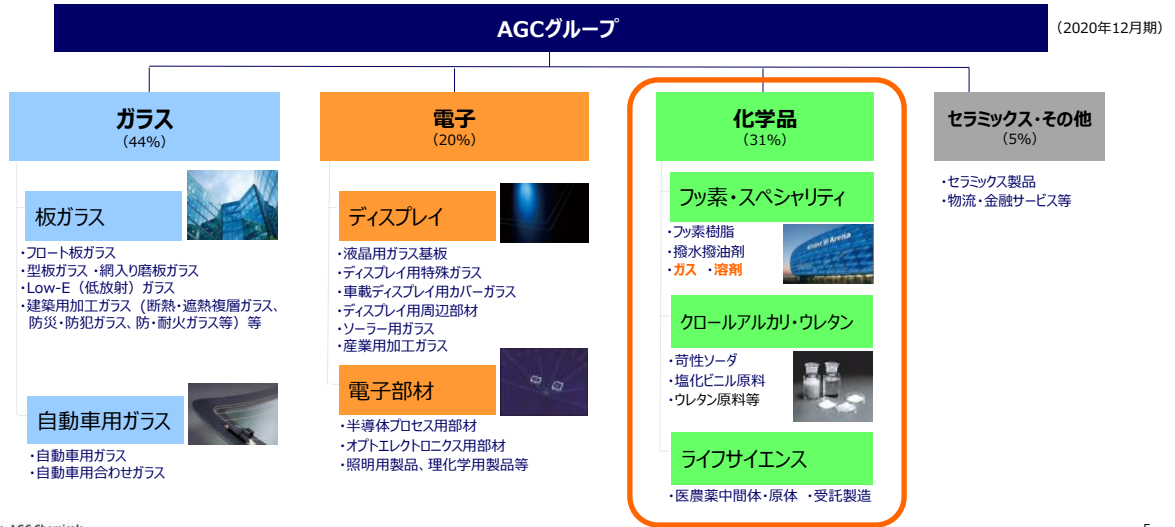 AGCグループ
（2020年12月期）
ガラス
（44%）
板ガラス
・フロート板ガラス
・型板ガラス ・網入り磨板ガラス
・Low-E（低放射）ガラス
・建築用加工ガラス（断熱・遮熱複層ガラス、
防災・防犯ガラス、防・耐火ガラス等）等
自動車用ガラス
・自動車用ガラス
・自動車用合わせガラス
電子
（20%）
ディスプレイ
・液晶用ガラス基板
・ディスプレイ用特殊ガラス
・車載ディスプレイ用カバーガラス
・ディスプレイ用周辺部材
・ソーラー用ガラス
・産業用加工ガラス
電子部材
・半導体プロセス用部材
・オプトエレクトロニクス用部材
・照明用製品、理化学用製品等
化学品
（31%）
フッ素・スペシャリティ
・フッ素樹脂
・撥水撥油剤
・ガス ・溶剤
Arena
クロールアルカリ・ウレタン
・苛性ソーダ
・塩化ビニル原料
・ウレタン原料等
ライフサイエンス
・医農薬中間体・原体 ・受託製造
セラミックス・その他
（5%）
・セラミックス製品
・物流・金融サービス等